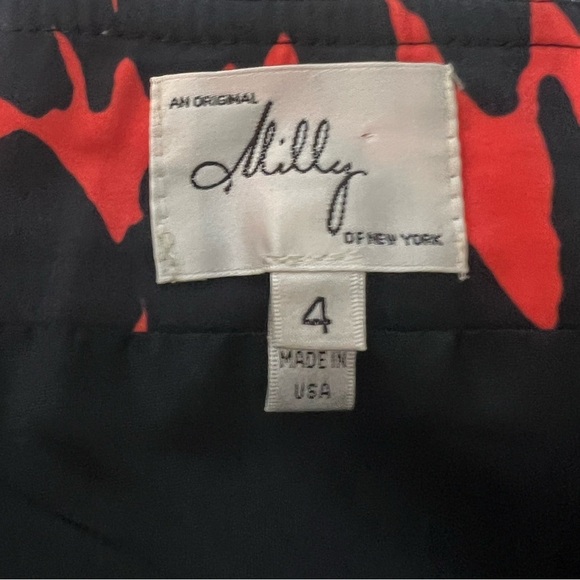 AN ORIGINAL
Milly
OF NEW YORK
4
MADE IN
USA